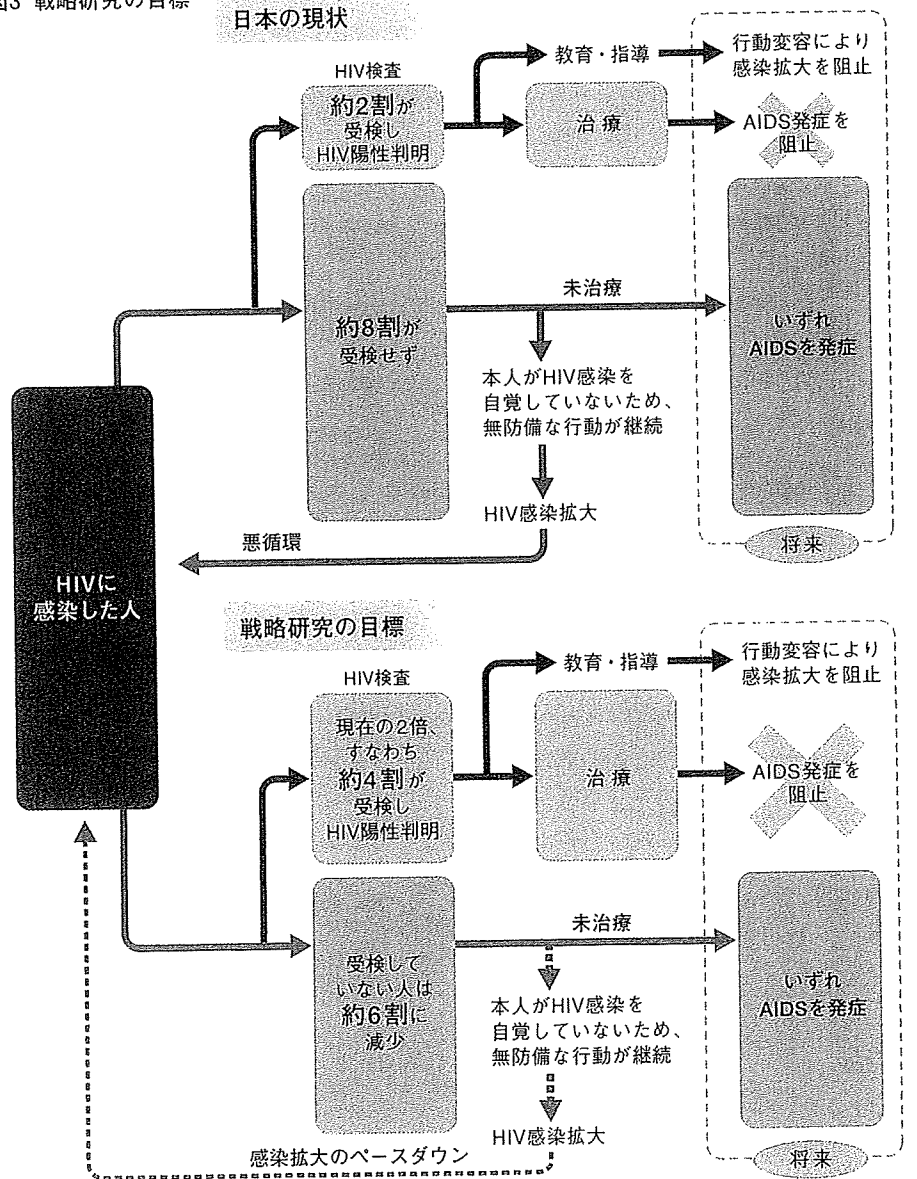 図3 戦略研究の目標
日本の現状
HIV検査
約2割が
受検し
HIV陽性判明
教育・指導
行動変容により
感染拡大を阻止
治療
AIDS発症を
阻止
約8割が
受検せず
未治療
いずれ
AIDSを発症
本人がHIV感染を
自覚していないため、
無防備な行動が継続
HIV感染拡大
将来
悪循環
HIVに
感染した人
戦略研究の目標
HIV検査
現在の2倍、
すなわち
約4割が
受検し
HIV陽性判明
教育・指導
行動変容により
感染拡大を阻止
治療
AIDS発症を
阻止
受検して
いない人は
約6割に
減少
未治療
いずれ
AIDSを発症
本人がHIV感染を
自覚していないため、
無防備な行動が継続
HIV感染拡大
感染拡大のペースダウン
将来